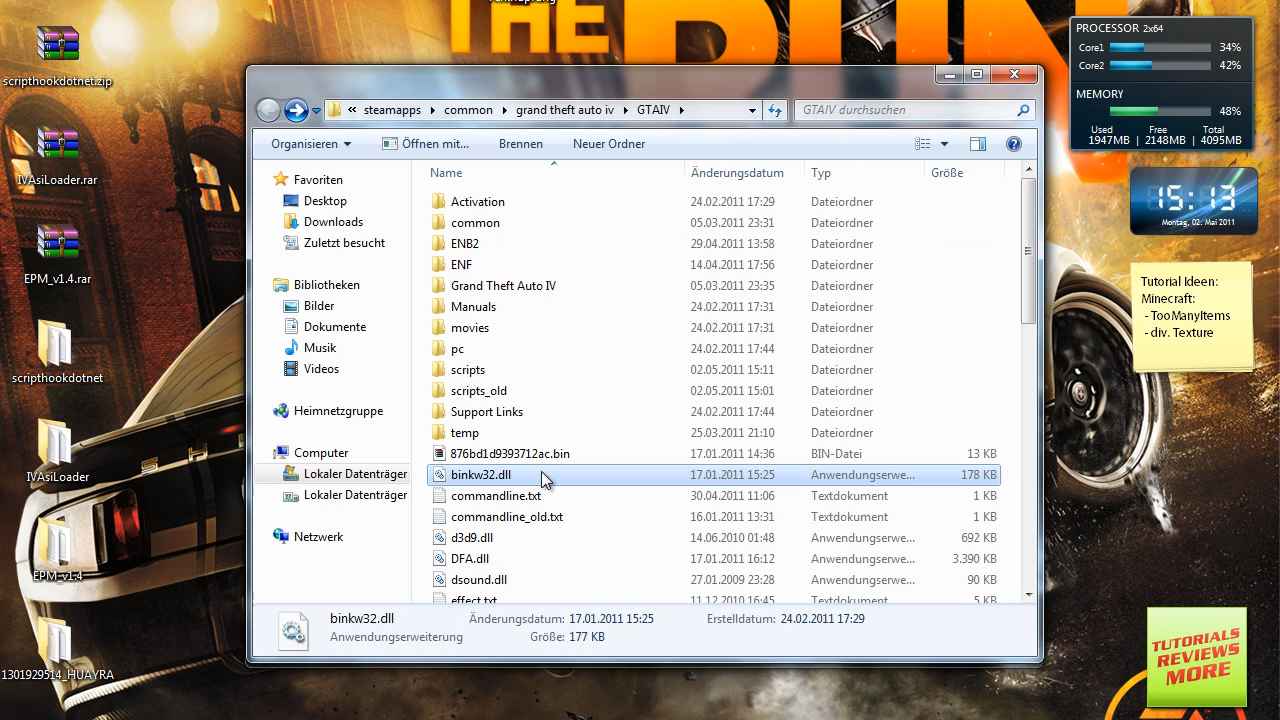 THE RUN
scripthookdotnet.zip
IVAsiLoader.rar
EPM_v1.4.rar
scripthookdotnet
IVAsiLoader
EPM_v1.4
1301929514_HUAYRA
S H
« steamapps common grand theft auto iv GTAIV
GTAIV durchsuchen
Organisieren Öffnen mit... Brennen Neuer Ordner
Favoriten
Desktop
Downloads
Zuletzt besucht
Bibliotheken
Bilder
Dokumente
Musik
Videos
Heimnetzgruppe
Computer
Lokaler Datenträger
Lokaler Datenträger
Netzwerk
Name Änderungsdatum Typ Größe
Activation 24.02.2011 17:29 Dateiordner
common 05.03.2011 23:31 Dateiordner
ENB2 29.04.2011 13:58 Dateiordner
ENF 14.04.2011 17:56 Dateiordner
Grand Theft Auto IV 05.03.2011 23:35 Dateiordner
Manuals 24.02.2011 17:31 Dateiordner
movies 24.02.2011 17:31 Dateiordner
pc 24.02.2011 17:44 Dateiordner
scripts 02.05.2011 15:11 Dateiordner
scripts_old 02.05.2011 15:01 Dateiordner
Support Links 24.02.2011 17:44 Dateiordner
temp 25.03.2011 21:10 Dateiordner
876bd1d9393712ac.bin 17.01.2011 14:36 BIN-Datei 13 KB
binkw32.dll 17.01.2011 15:25 Anwendungserwe... 178 KB
commandline.txt 30.04.2011 11:06 Textdokument 1 KB
commandline_old.txt 16.01.2011 13:31 Textdokument 1 KB
d3d9.dll 14.06.2010 01:48 Anwendungserwe... 692 KB
DFA.dll 17.01.2011 16:12 Anwendungserwe... 3.390 KB
dsound.dll 27.01.2009 23:28 Anwendungserwe... 90 KB
effect.txt 11.12.2010 16:45 Textdokument 5 KB
binkw32.dll Änderungsdatum: 17.01.2011 15:25 Erstelldatum: 24.02.2011 17:29
Anwendungserweiterung Größe: 177 KB
PROCESSOR 2x64
Core1 34%
Core2 42%
MEMORY
48%
Used Free Total
1947MB | 2148MB | 4095MB
15:13
Montag, 02. Mai 2011
Tutorial Ideen:
Minecraft:
- TooManyItems
- div. Texture
TUTORIALS
REVIEWS
MORE